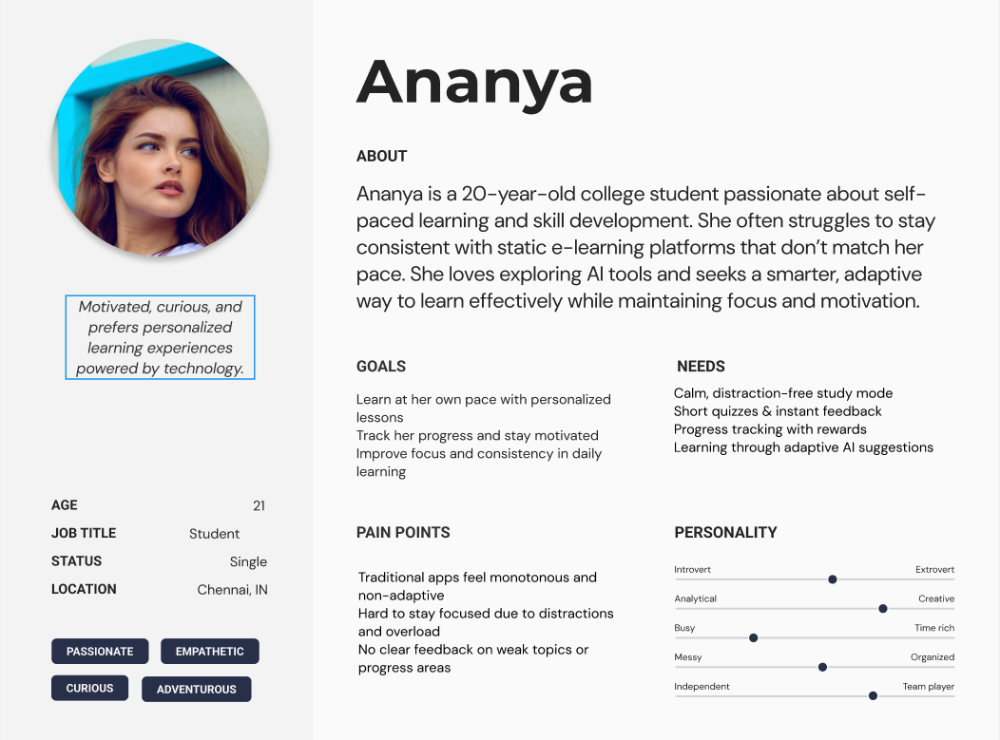 Ananya
ABOUT
Ananya is a 20-year-old college student passionate about self-
paced learning and skill development. She often struggles to stay
consistent with static e-learning platforms that don’t match her
pace. She loves exploring AI tools and seeks a smarter, adaptive
way to learn effectively while maintaining focus and motivation.
Motivated, curious, and
prefers personalized
learning experiences
powered by technology.
AGE 21
JOB TITLE Student
STATUS Single
LOCATION Chennai, IN
PASSIONATE EMPATHETIC
CURIOUS ADVENTUROUS
GOALS
Learn at her own pace with personalized
lessons
Track her progress and stay motivated
Improve focus and consistency in daily
learning
NEEDS
Calm, distraction-free study mode
Short quizzes & instant feedback
Progress tracking with rewards
Learning through adaptive AI suggestions
PAIN POINTS
Traditional apps feel monotonous and
non-adaptive
Hard to stay focused due to distractions
and overload
No clear feedback on weak topics or
progress areas
PERSONALITY
Introvert Extrovert
Analytical Creative
Busy Time rich
Messy Organized
Independent Team player